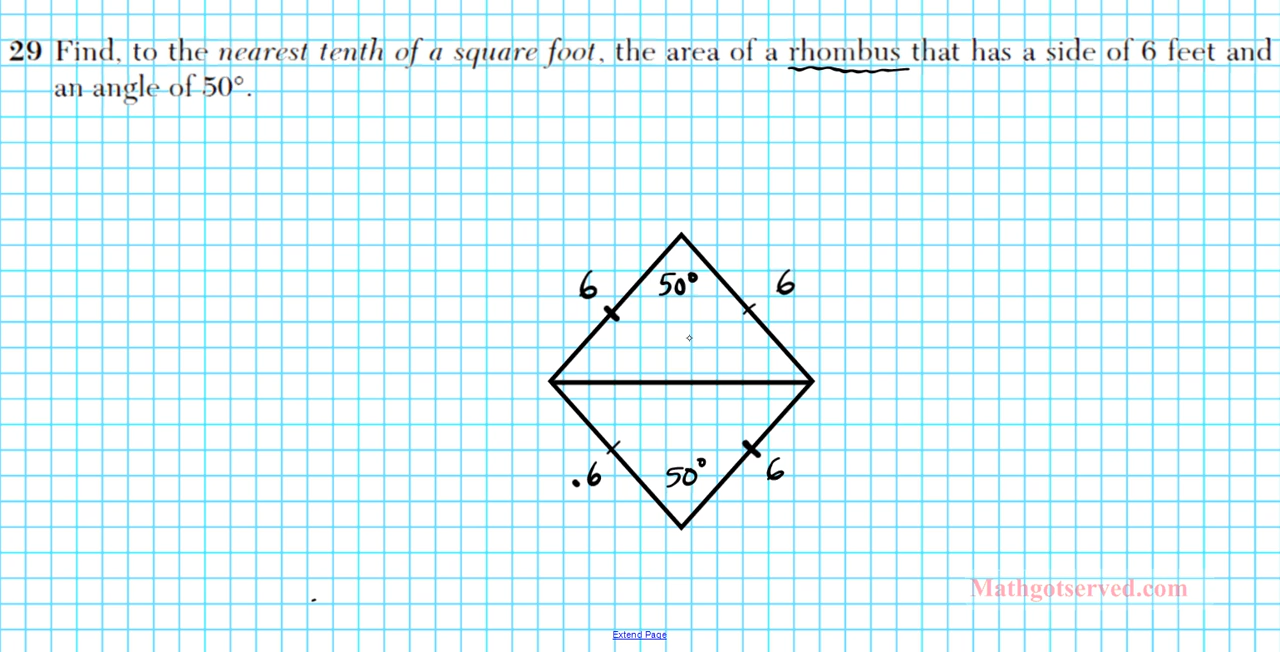 29 Find, to the nearest tenth of a square foot, the area of a rhombus that has a side of 6 feet and
an angle of 50°.
6 50° 6
.6 50° 6
Mathgotserved.com
Extend Page